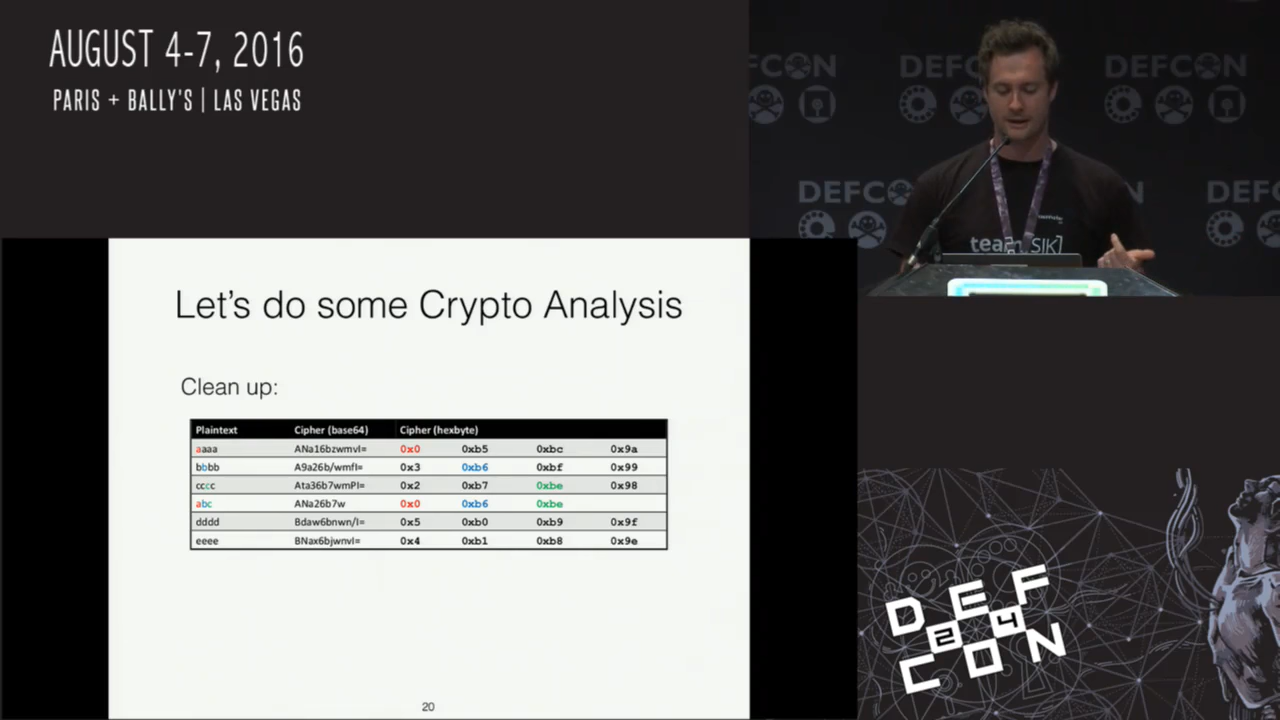 AUGUST 4-7, 2016
PARIS + BALLY'S | LAS VEGAS
DEFCON DEFCON
DEFCON
DEFCON
team[SIK]
Let's do some Crypto Analysis
Clean up:
Plaintext Cipher (base64) Cipher (hexbyte)
aaaa ANa16bzwmvI= 0x0 0xb5 0xbc 0x9a
bbbb A9a26b/wmfI= 0x3 0xb6 0xbf 0x99
cccc Ata36b7wmPI= 0x2 0xb7 0xbe 0x98
abc ANa26b7w 0x0 0xb6 0xbe
dddd Bdaw6bnwn/I= 0x5 0xb0 0xb9 0x9f
eeee BNax6bjwnvI= 0x4 0xb1 0xb8 0x9e
20
DEF
24
CON